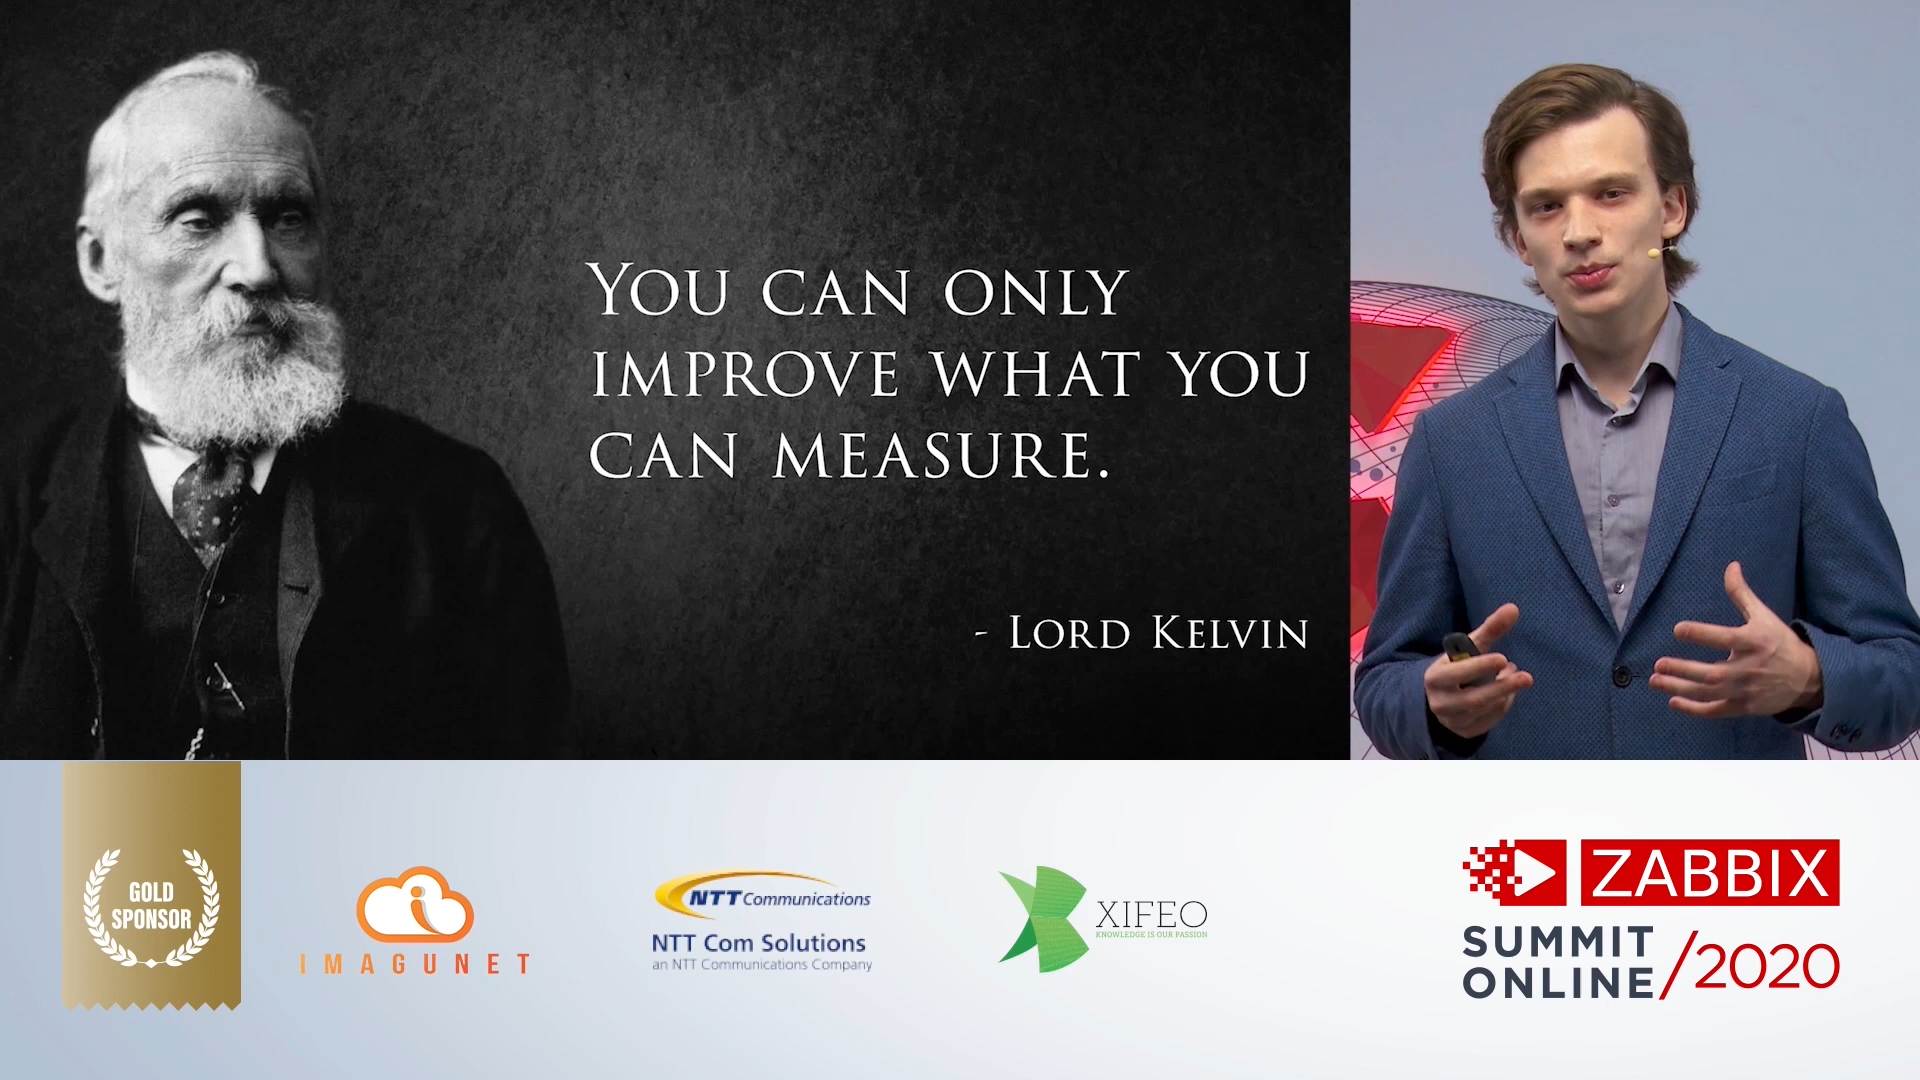 YOU CAN ONLY
IMPROVE WHAT YOU
CAN MEASURE.
- LORD KELVIN
GOLD
SPONSOR
IMAGUNET
NTT Communications
NTT Com Solutions
an NTT Communications Company
XIFEO
KNOWLEDGE IS OUR PASSION
ZABBIX
SUMMIT
ONLINE /2020